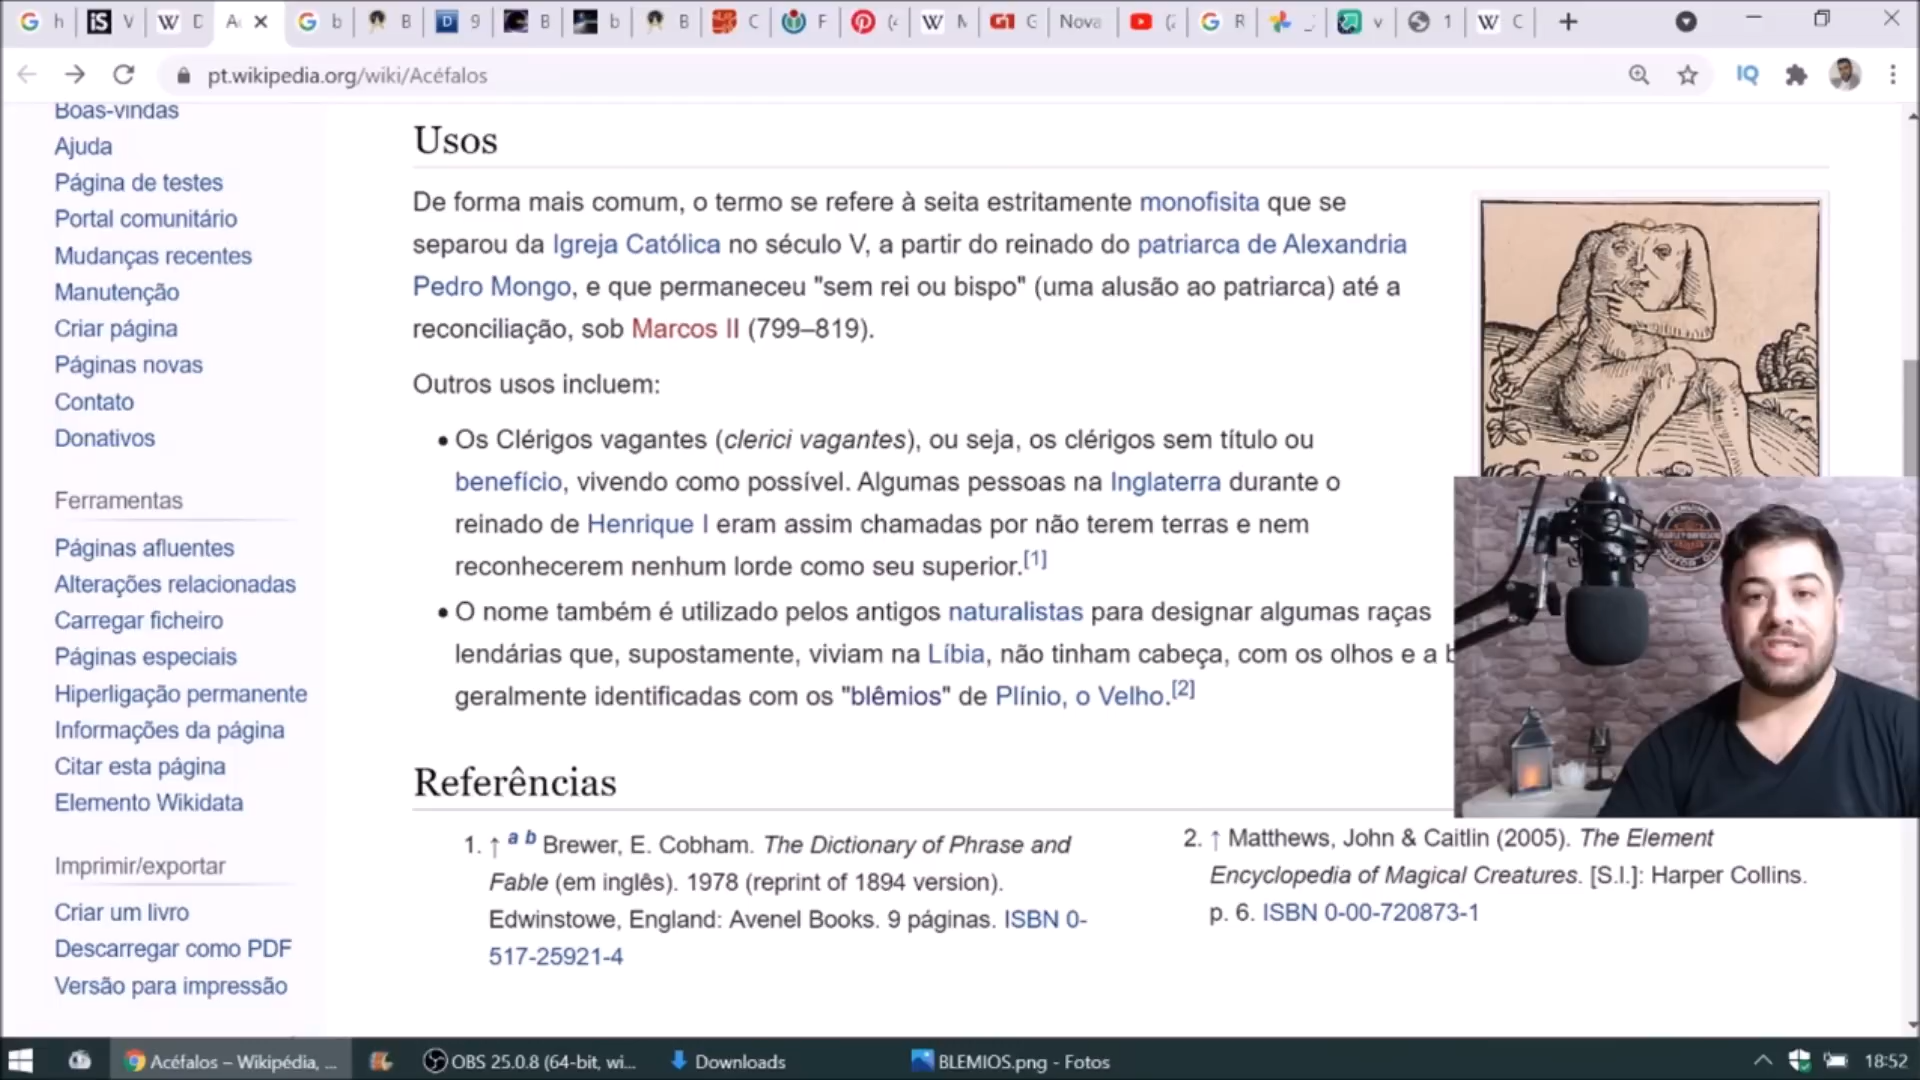 h
iS
V
W
D
A
G
b
B
D
9
B
b
B
C
F
W
G1
G
Nova
R
v
1
W
C
pt.wikipedia.org/wiki/Acéfalos
IQ
Boas-vindas
Ajuda
Página de testes
Portal comunitário
Mudanças recentes
Manutenção
Criar página
Páginas novas
Contato
Donativos
Ferramentas
Páginas afluentes
Alterações relacionadas
Carregar ficheiro
Páginas especiais
Hiperligação permanente
Informações da página
Citar esta página
Elemento Wikidata
Imprimir/exportar
Criar um livro
Descarregar como PDF
Versão para impressão
Usos
De forma mais comum, o termo se refere à seita estritamente monofisita que se
separou da Igreja Católica no século V, a partir do reinado do patriarca de Alexandria
Pedro Mongo, e que permaneceu "sem rei ou bispo" (uma alusão ao patriarca) até a
reconciliação, sob Marcos II (799–819).
Outros usos incluem:
• Os Clérigos vagantes (clerici vagantes), ou seja, os clérigos sem título ou
benefício, vivendo como possível. Algumas pessoas na Inglaterra durante o
reinado de Henrique I eram assim chamadas por não terem terras e nem
reconhecerem nenhum lorde como seu superior.[1]
• O nome também é utilizado pelos antigos naturalistas para designar algumas raças
lendárias que, supostamente, viviam na Líbia, não tinham cabeça, com os olhos e a b
geralmente identificadas com os "blêmios" de Plínio, o Velho.[2]
Referências
1. ↑ a b Brewer, E. Cobham. The Dictionary of Phrase and
Fable (em inglês). 1978 (reprint of 1894 version).
Edwinstowe, England: Avenel Books. 9 páginas. ISBN 0-
517-25921-4
2. ↑ Matthews, John & Caitlin (2005). The Element
Encyclopedia of Magical Creatures. [S.l.]: Harper Collins.
p. 6. ISBN 0-00-720873-1
Acéfalos – Wikipédia, ...
OBS 25.0.8 (64-bit, wi...
Downloads
BLEMIOS.png - Fotos
18:52